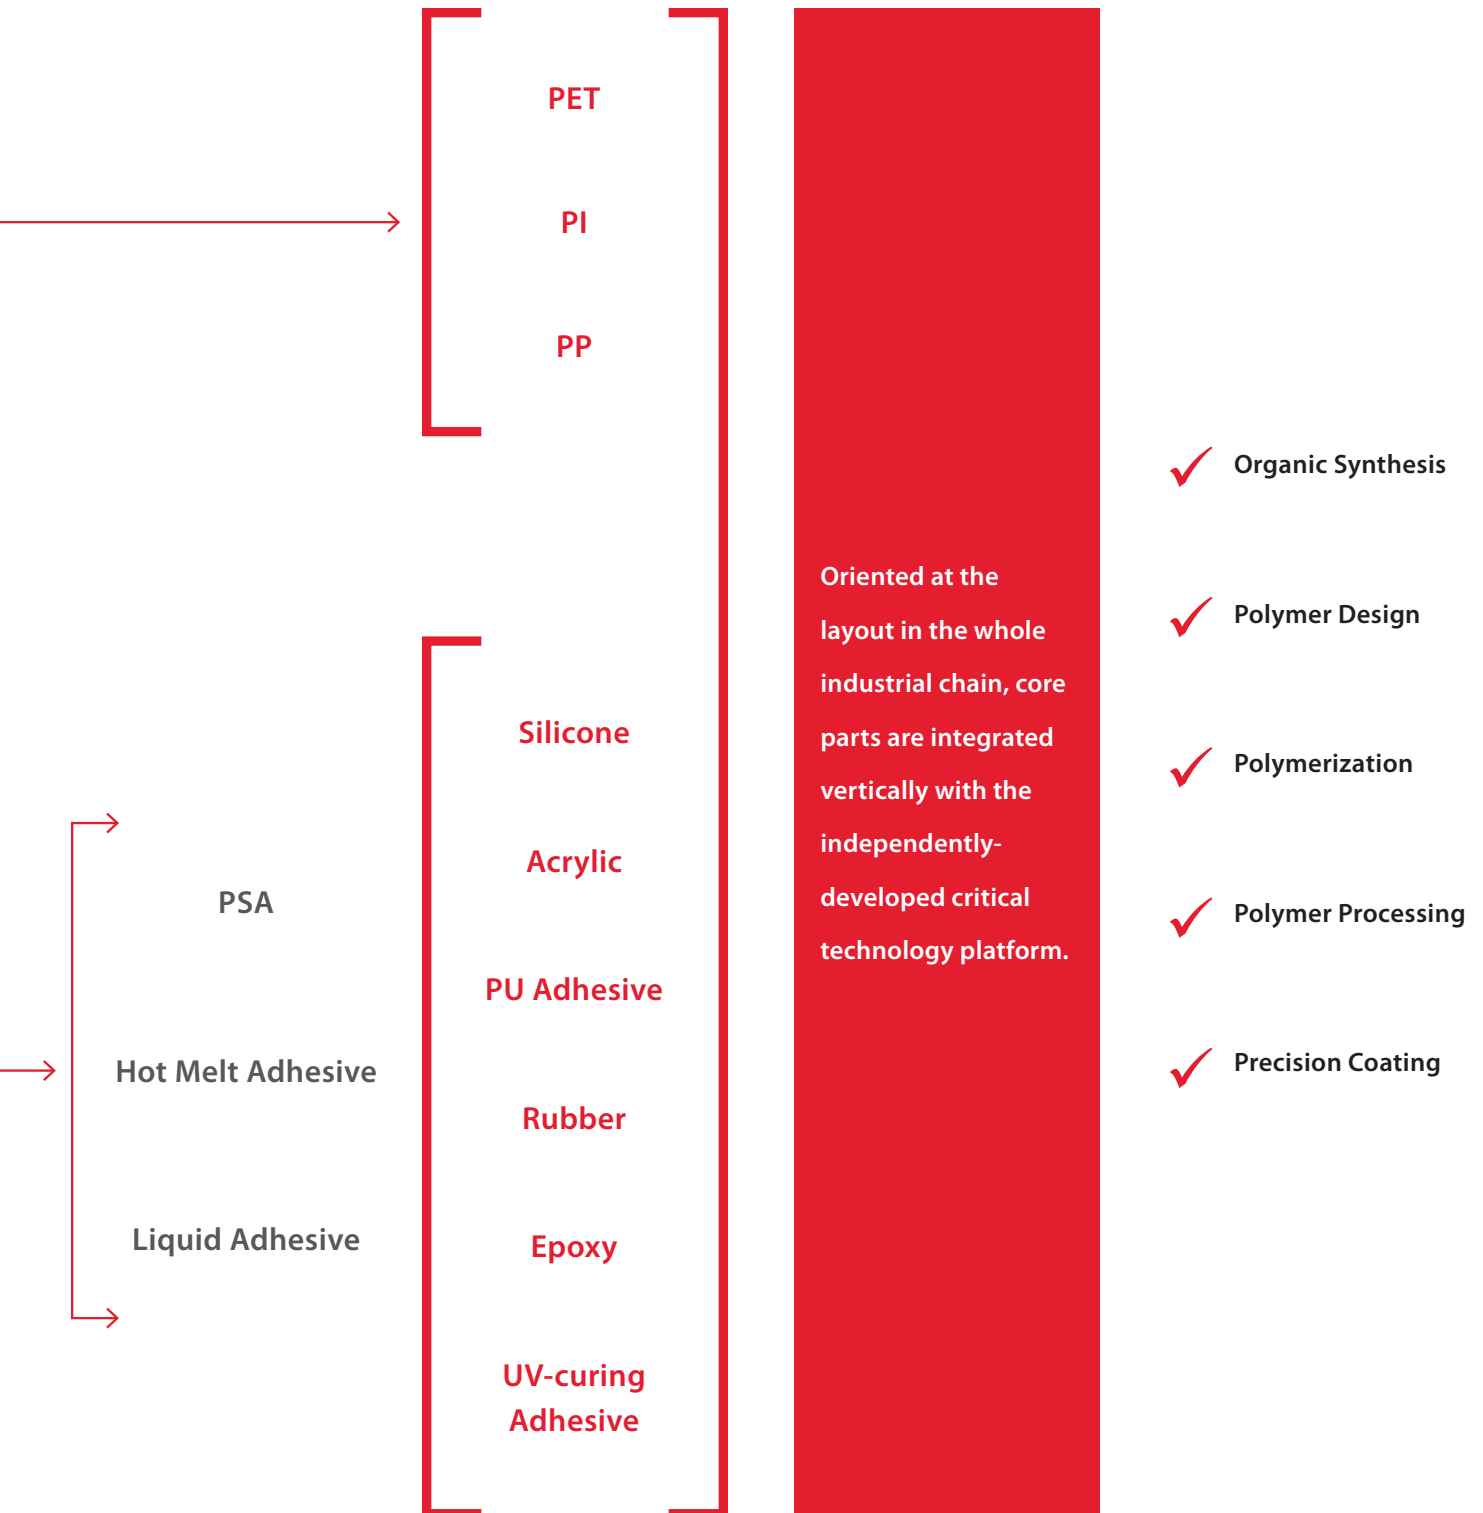 PET
PI
PP
PSA
Hot Melt Adhesive
Liquid Adhesive
Silicone
Acrylic
PU Adhesive
Rubber
Epoxy
UV-curing
Adhesive
Oriented at the
layout in the whole
industrial chain, core
parts are integrated
vertically with the
independently-
developed critical
technology platform.
Organic Synthesis
Polymer Design
Polymerization
Polymer Processing
Precision Coating